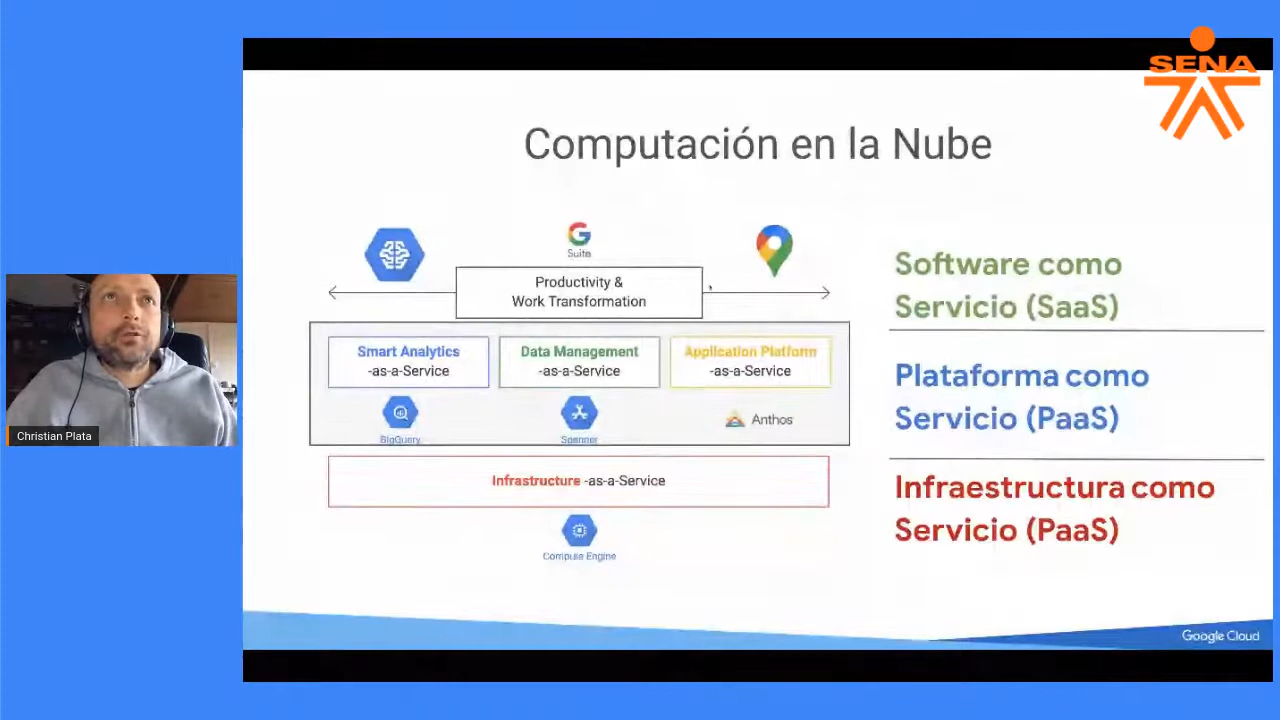 SENA
Computación en la Nube
Suite
Productivity &
Work Transformation
Smart Analytics
-as-a-Service
Data Management
-as-a-Service
Application Platform
-as-a-Service
BigQuery
Spanner
Anthos
Infrastructure -as-a-Service
Compute Engine
Software como
Servicio (SaaS)
Plataforma como
Servicio (PaaS)
Infraestructura como
Servicio (PaaS)
Christian Plata
Google Cloud